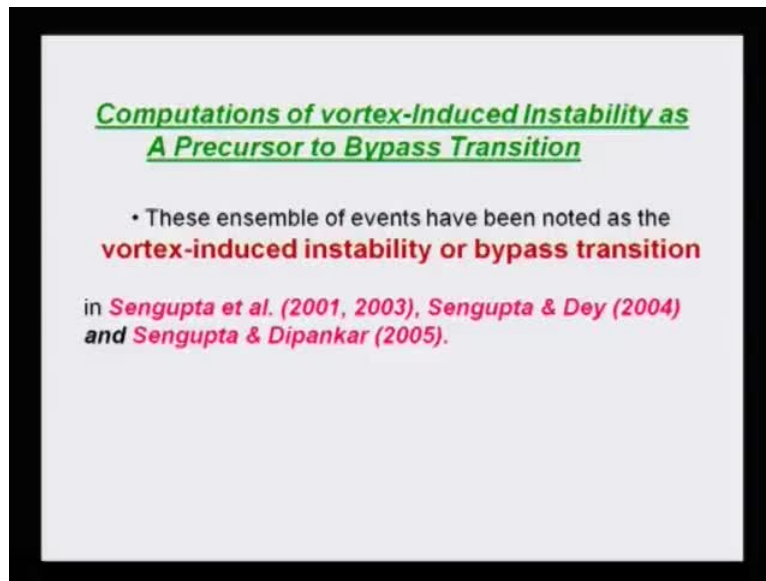 Computations of vortex-Induced Instability as
A Precursor to Bypass Transition
• These ensemble of events have been noted as the
vortex-induced instability or bypass transition
in Sengupta et al. (2001, 2003), Sengupta & Dey (2004)
and Sengupta & Dipankar (2005).